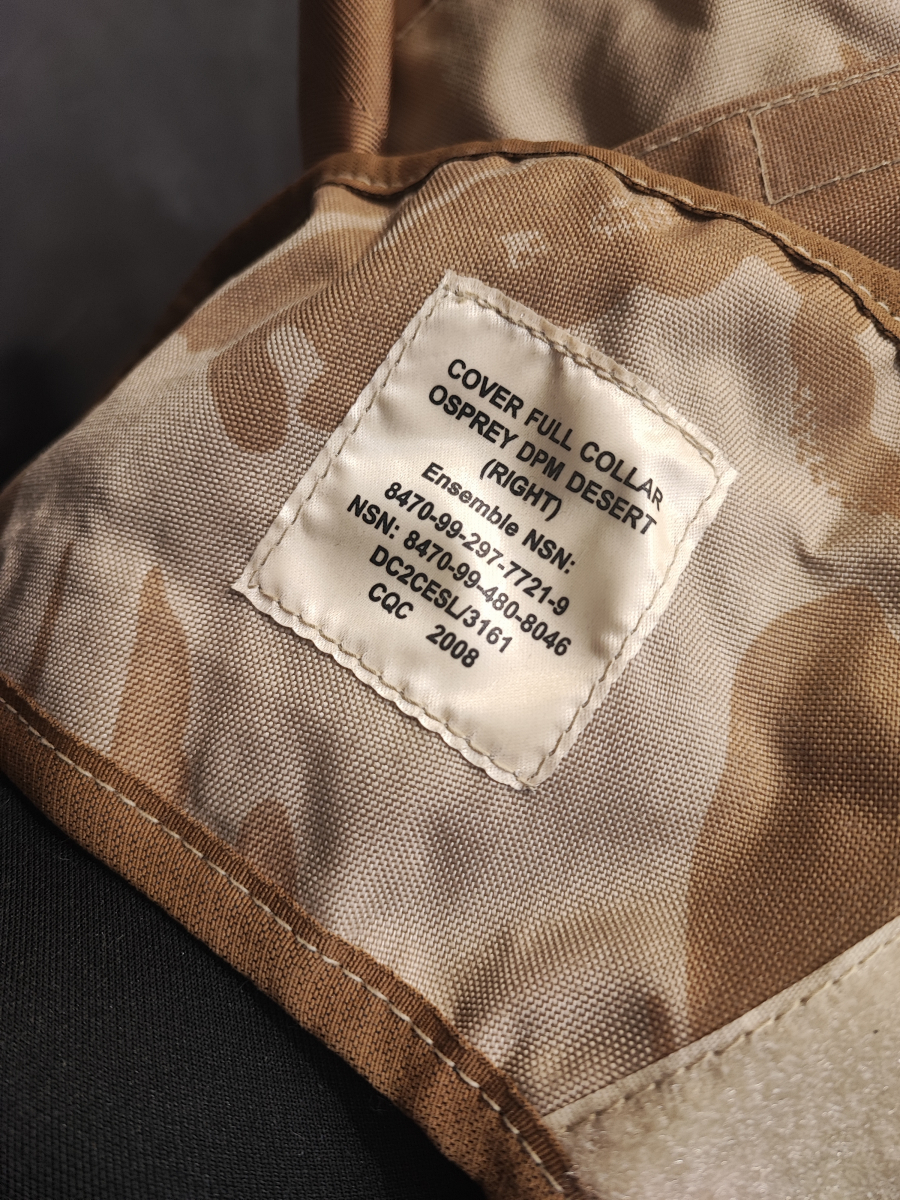 COVER FULL COLLAR
OSPREY DPM DESERT
(RIGHT)
Ensemble NSN:
8470-99-297-7721-9
NSN: 8470-99-480-8046
DC2CESL/3161
CQC 2008